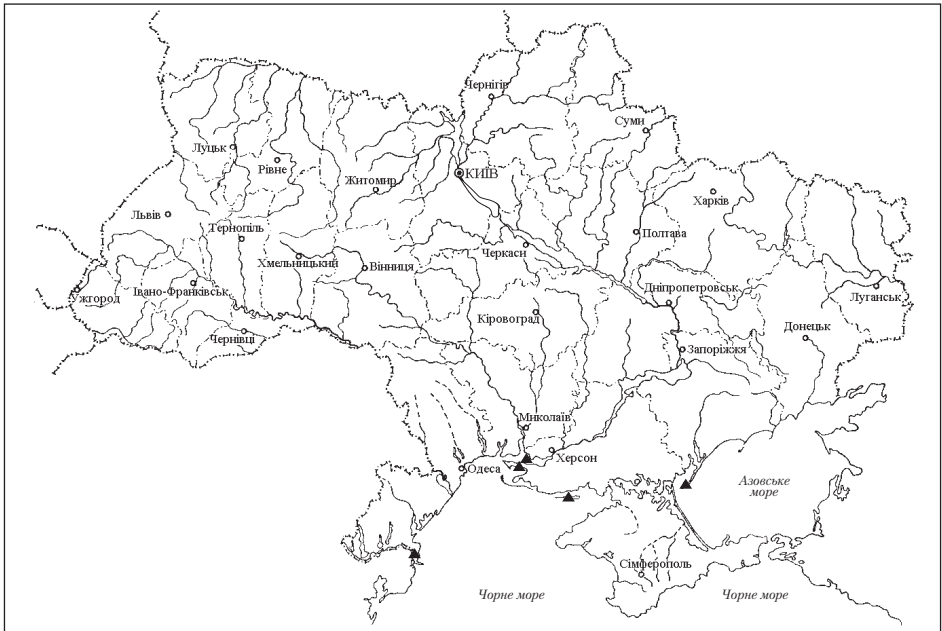 Чернігів
Суми
Луцьк
Рівне
КИЇВ
Житомир
Харків
Львів
Тернопіль
Полтава
Черкаси
Хмельницький
Вінниця
Ужгород
Івано-Франківськ
Дніпропетровськ
Луганськ
Кіровоград
Донецьк
Чернівці
Запоріжжя
Миколаїв
Херсон
Одеса
Азовське
море
Сімферополь
Чорне море
Чорне море